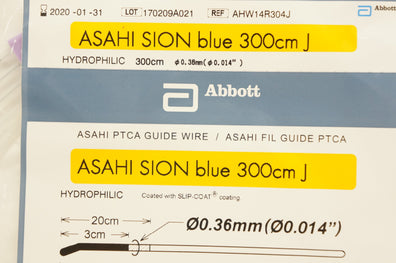 2020-01-31 LOT 170209A021 REF AHW14R304J Abbott
ASAHI SION blue 300cm J
HYDROPHILIC 300cm ø0.36mm(ø0.014")
Abbott
ASAHI PTCA GUIDE WIRE / ASAHI FIL GUIDE PTCA
ASAHI SION blue 300cm J
HYDROPHILIC Coated with SLIP-COAT® coating
20cm
3cm
Ø0.36mm(Ø0.014")